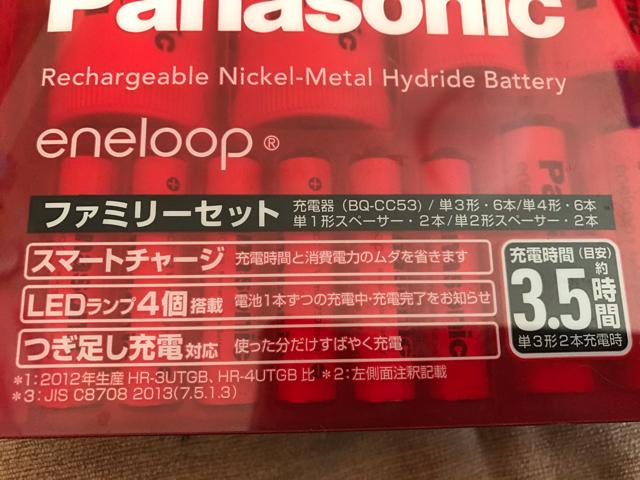 Panasonic
Rechargeable Nickel-Metal Hydride Battery
eneloop®
ファミリーセット
充電器（BQ-CC53）/ 単3形・6本/単4形・6本
単1形スペーサー・2本/単2形スペーサー・2本
スマートチャージ 充電時間と消費電力のムダを省きます
LEDランプ4個搭載 電池1本ずつの充電中・充電完了をお知らせ
つぎ足し充電対応 使った分だけすばやく充電
充電時間（目安）
約3.5時間
単3形2本充電時
＊1：2012年生産 HR-3UTGB、HR-4UTGB 比 ＊2：左側面注釈記載
＊3：JIS C8708 2013(7.5.1.3)